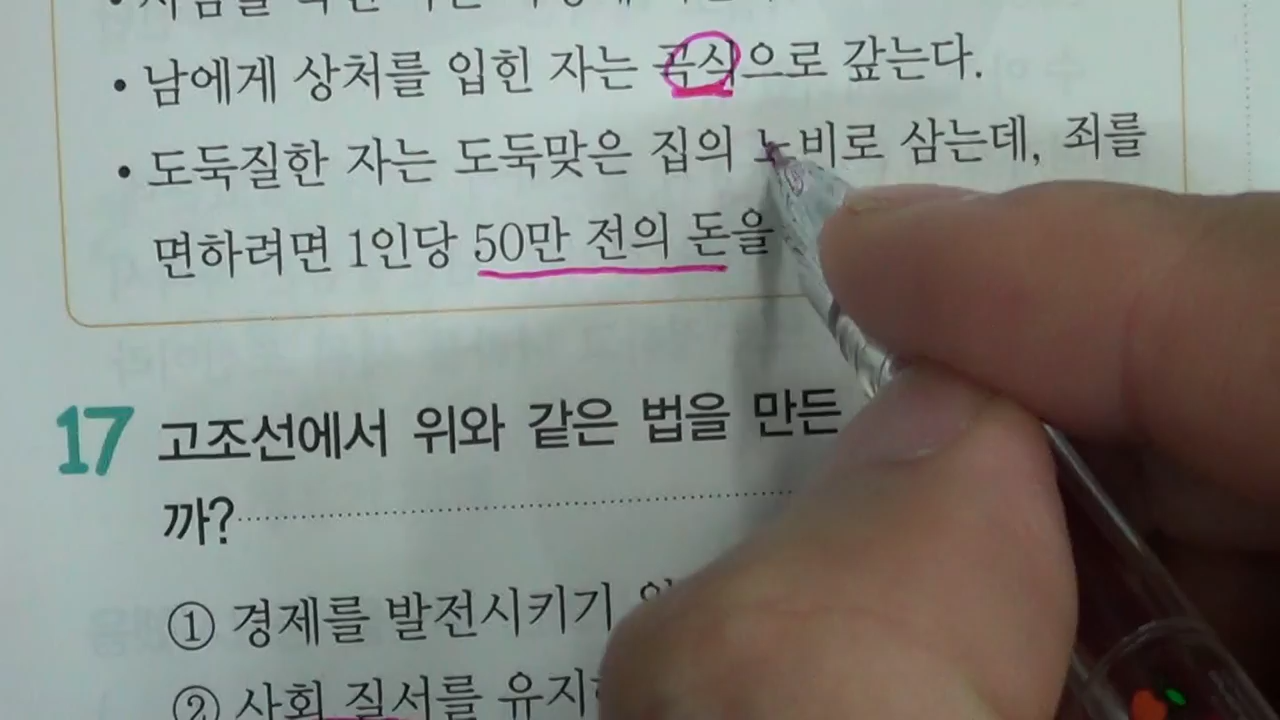 • 남에게 상처를 입힌 자는 곡식으로 갚는다.
• 도둑질한 자는 도둑맞은 집의 노비로 삼는데, 죄를
면하려면 1인당 50만 전의 돈을
17 고조선에서 위와 같은 법을 만든
까?
① 경제를 발전시키기
② 사회 질서를 유지